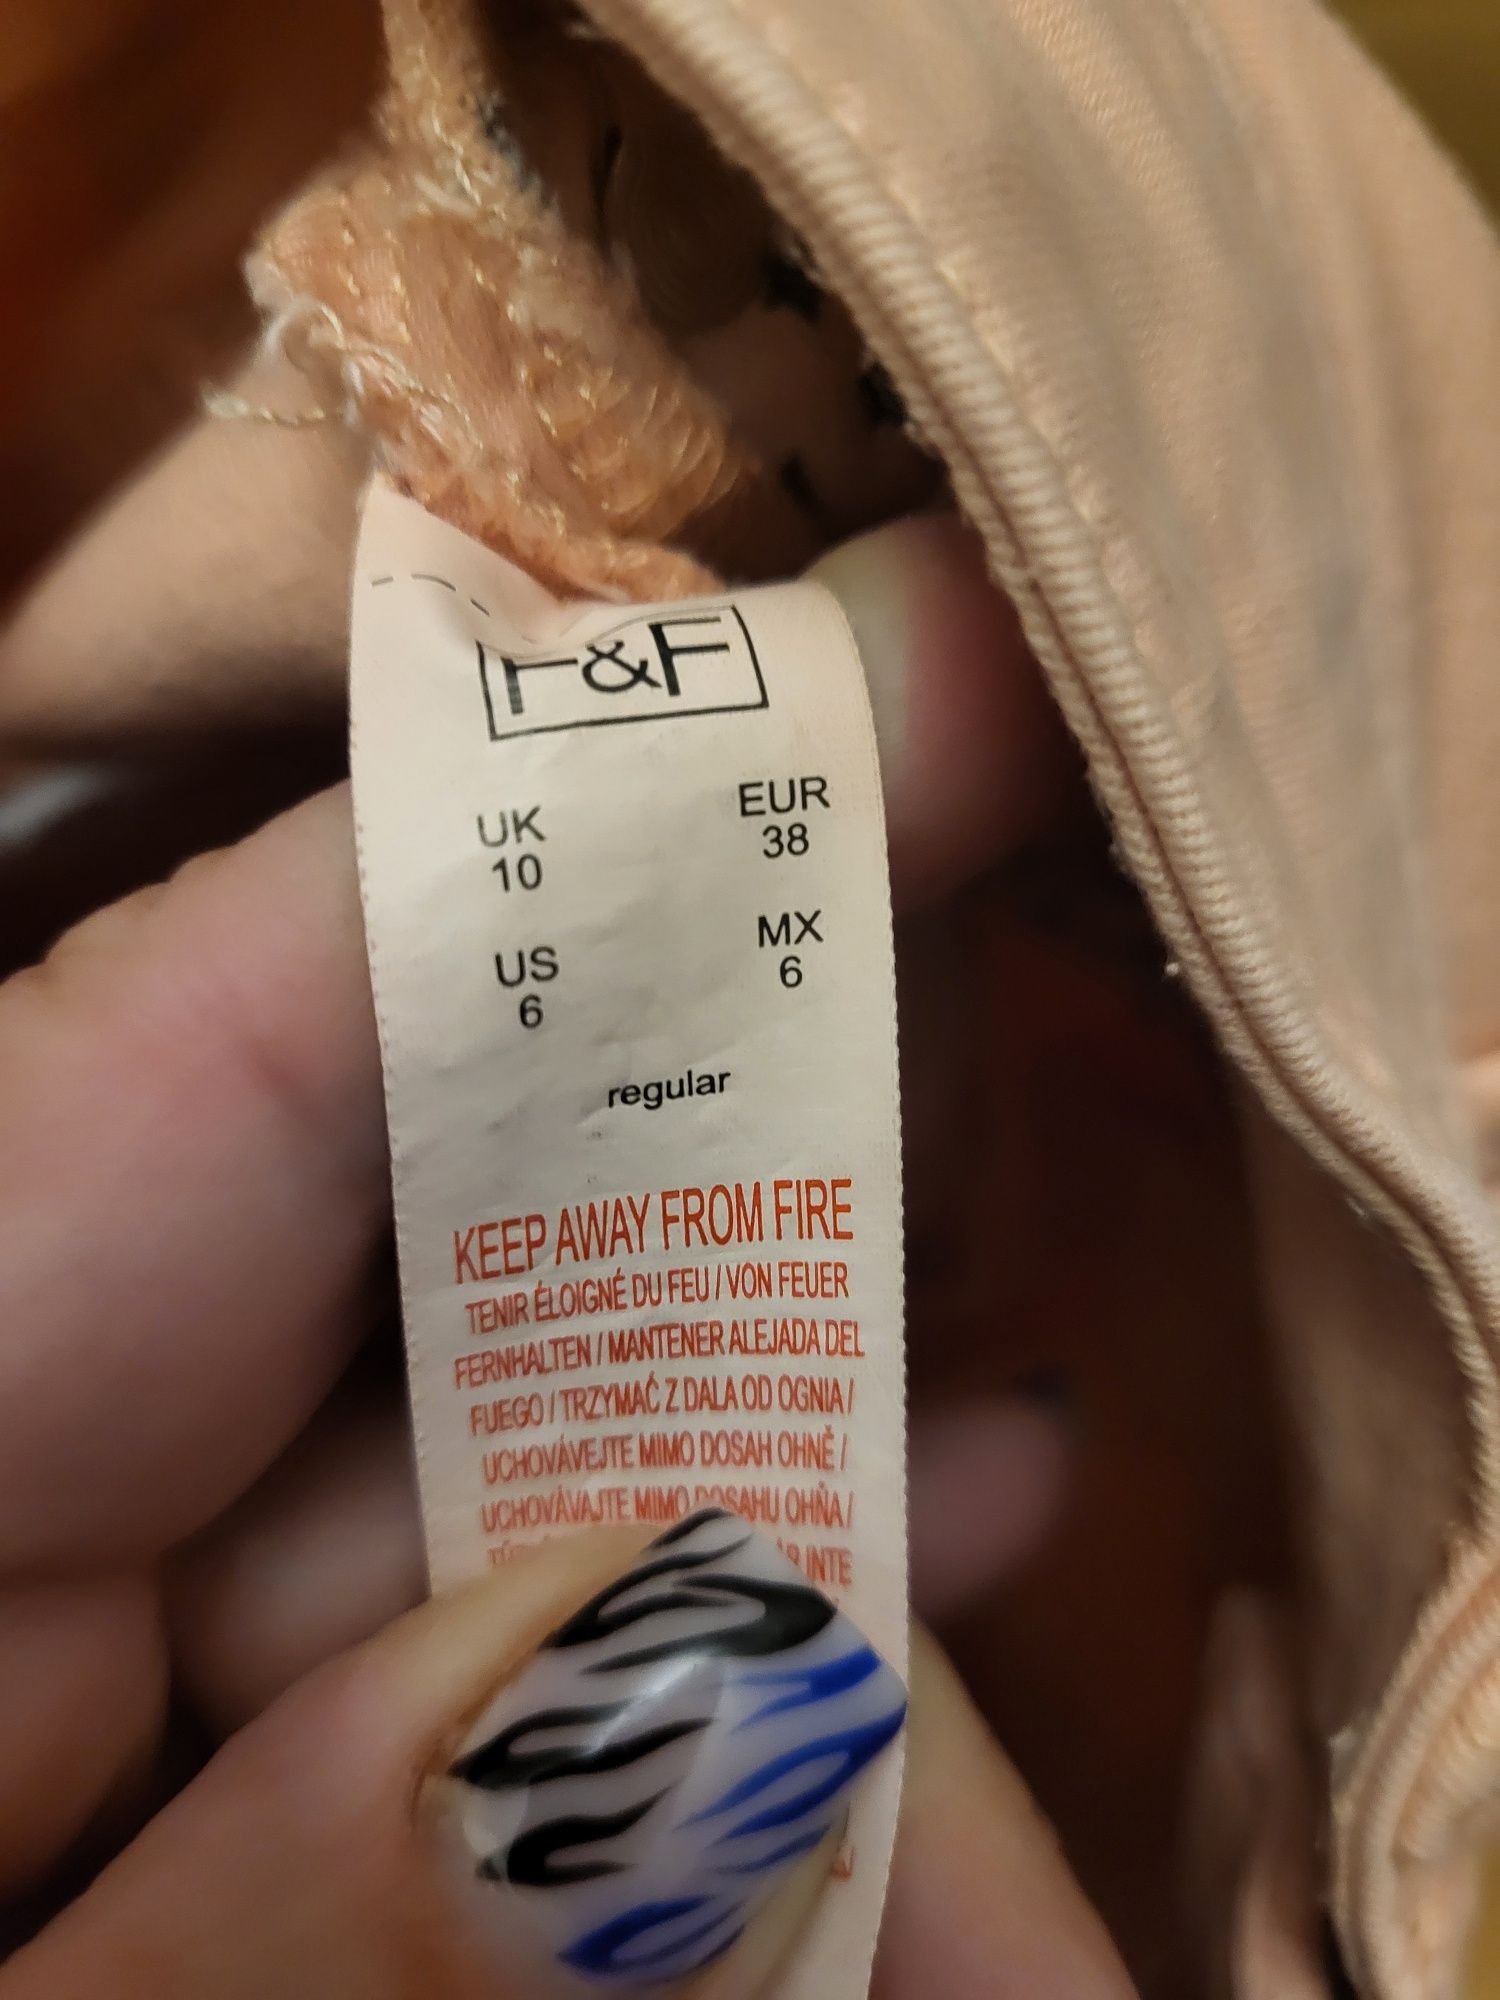 F&F
UK EUR
10 38
US MX
6 6
regular
KEEP AWAY FROM FIRE
TENIR ÉLOIGNÉ DU FEU / VON FEUER
FERNHALTEN / MANTENER ALEJADA DEL
FUEGO / TRZYMAĆ Z DALA OD OGNIA /
UCHOVÁVEJTE MIMO DOSAH OHNĚ /
UCHOVÁVAJTE MIMO DOSAHU OHŇA /
INTE